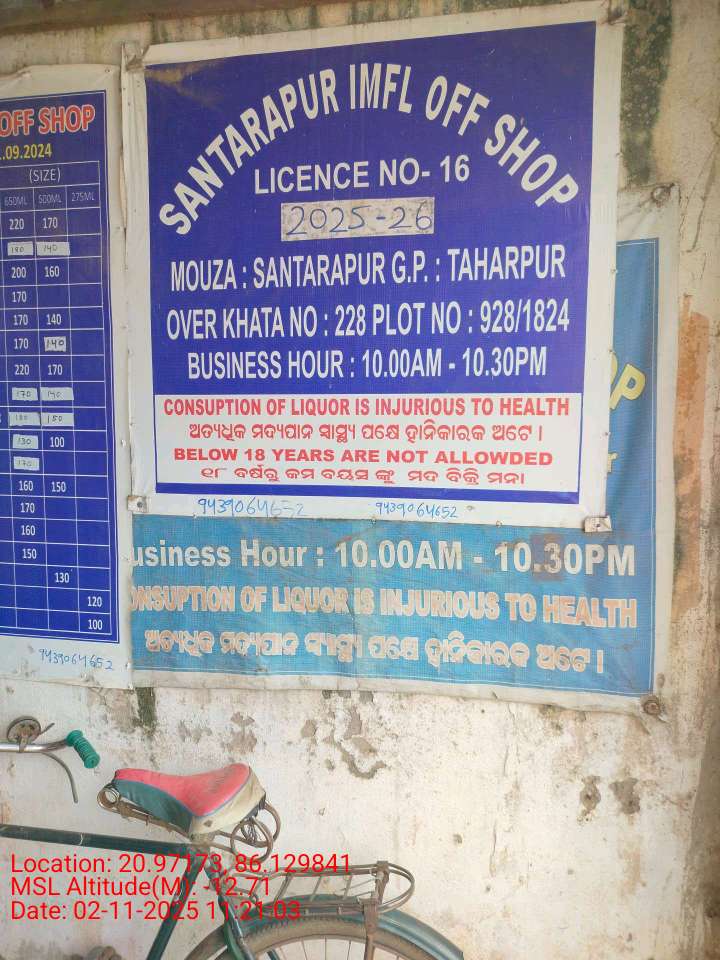 OFF SHOP
.09.2024
(SIZE)
650ML 500ML 275ML
220 170
180 140
200 160
170
170 140
170 140
220 170
170 140
180 150
130 100
170
160 150
170
160
150
130
120
100
9439064652
SANTARAPUR IMFL OFF SHOP
LICENCE NO- 16
2025-26
MOUZA : SANTARAPUR G.P. : TAHARPUR
OVER KHATA NO : 228 PLOT NO : 928/1824
BUSINESS HOUR : 10.00AM - 10.30PM
CONSUPTION OF LIQUOR IS INJURIOUS TO HEALTH
ଅତ୍ୟଧିକ ମଦ୍ୟପାନ ସ୍ୱାସ୍ଥ୍ୟ ପକ୍ଷେ ହାନିକାରକ ଅଟେ ।
BELOW 18 YEARS ARE NOT ALLOWDED
୧୮ ବର୍ଷରୁ କମ ବୟସ ଙ୍କୁ ମଦ ବିକ୍ରି ମନା
9439064652 9439064652
OP
usiness Hour : 10.00AM - 10.30PM
ONSUPTION OF LIQUOR IS INJURIOUS TO HEALTH
ଅତ୍ୟଧିକ ମଦ୍ୟପାନ ସ୍ୱାସ୍ଥ୍ୟ ପକ୍ଷେ ହାନିକାରକ ଅଟେ ।
Location: 20.97173, 86.129841
MSL Altitude(M): -12.71
Date: 02-11-2025 11:21:03